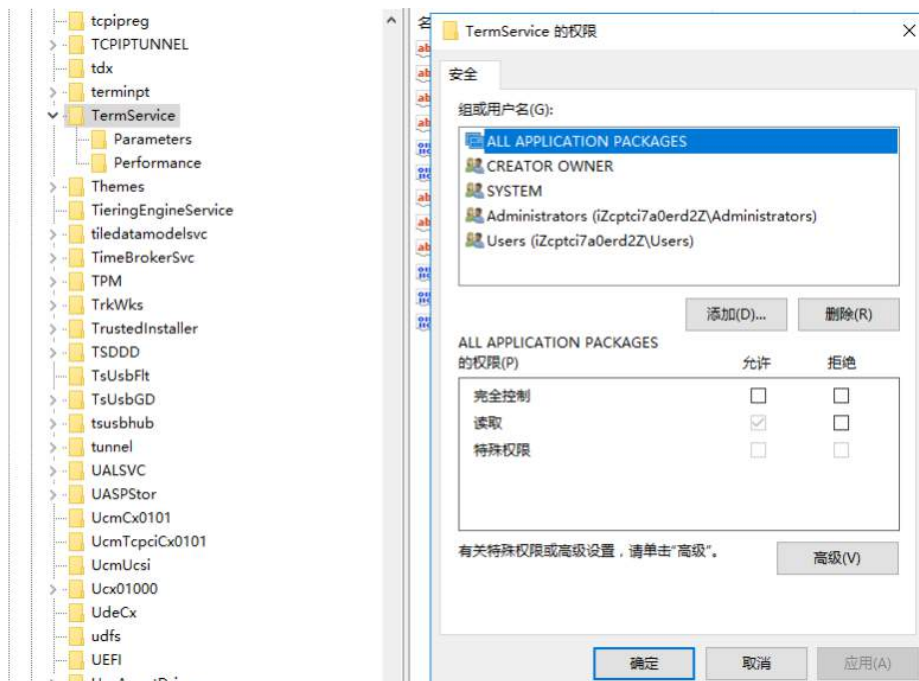 tcpipreg
TCPIPTUNNEL
tdx
terminpt
TermService
Parameters
Performance
Themes
TieringEngineService
tiledatamodelsvc
TimeBrokerSvc
TPM
TrkWks
TrustedInstaller
TSDDD
TsUsbFlt
TsUsbGD
tsusbhub
tunnel
UALSVC
UASPStor
UcmCx0101
UcmTcpciCx0101
UcmUcsi
Ucx01000
UdeCx
udfs
UEFI
TermService 的权限
安全
组或用户名(G):
ALL APPLICATION PACKAGES
CREATOR OWNER
SYSTEM
Administrators (iZcptci7a0erd2Z\Administrators)
Users (iZcptci7a0erd2Z\Users)
添加(D)... 删除(R)
ALL APPLICATION PACKAGES
的权限(P) 允许 拒绝
完全控制
读取
特殊权限
有关特殊权限或高级设置，请单击"高级"。
高级(V)
确定 取消 应用(A)